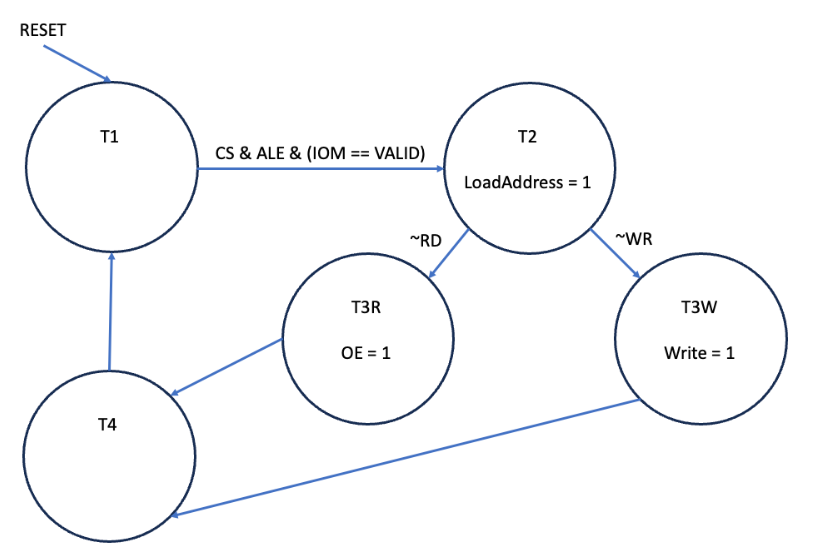 RESET
T1
CS & ALE & (IOM == VALID)
T2
LoadAddress = 1
~RD
~WR
T3R
OE = 1
T3W
Write = 1
T4